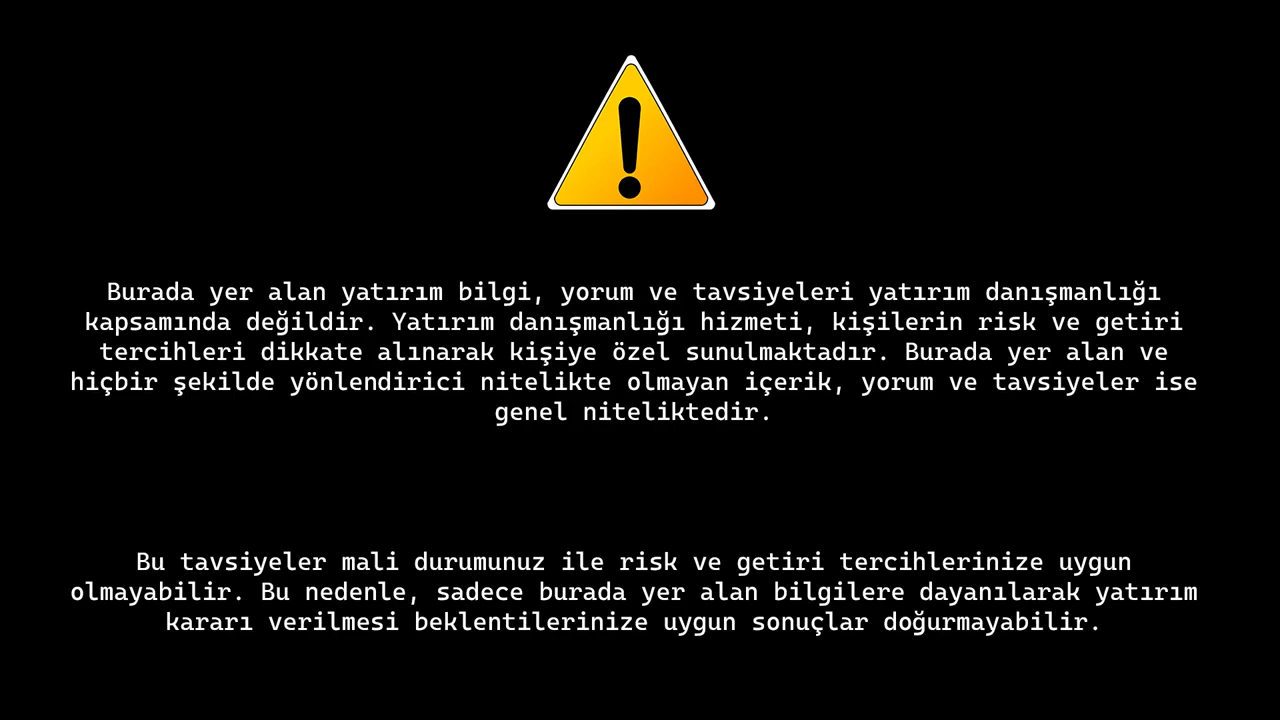 Burada yer alan yatırım bilgi, yorum ve tavsiyeleri yatırım danışmanlığı
kapsamında değildir. Yatırım danışmanlığı hizmeti, kişilerin risk ve getiri
tercihleri dikkate alınarak kişiye özel sunulmaktadır. Burada yer alan ve
hiçbir şekilde yönlendirici nitelikte olmayan içerik, yorum ve tavsiyeler ise
genel niteliktedir.
Bu tavsiyeler mali durumunuz ile risk ve getiri tercihlerinize uygun
olmayabilir. Bu nedenle, sadece burada yer alan bilgilere dayanılarak yatırım
kararı verilmesi beklentilerinize uygun sonuçlar doğurmayabilir.